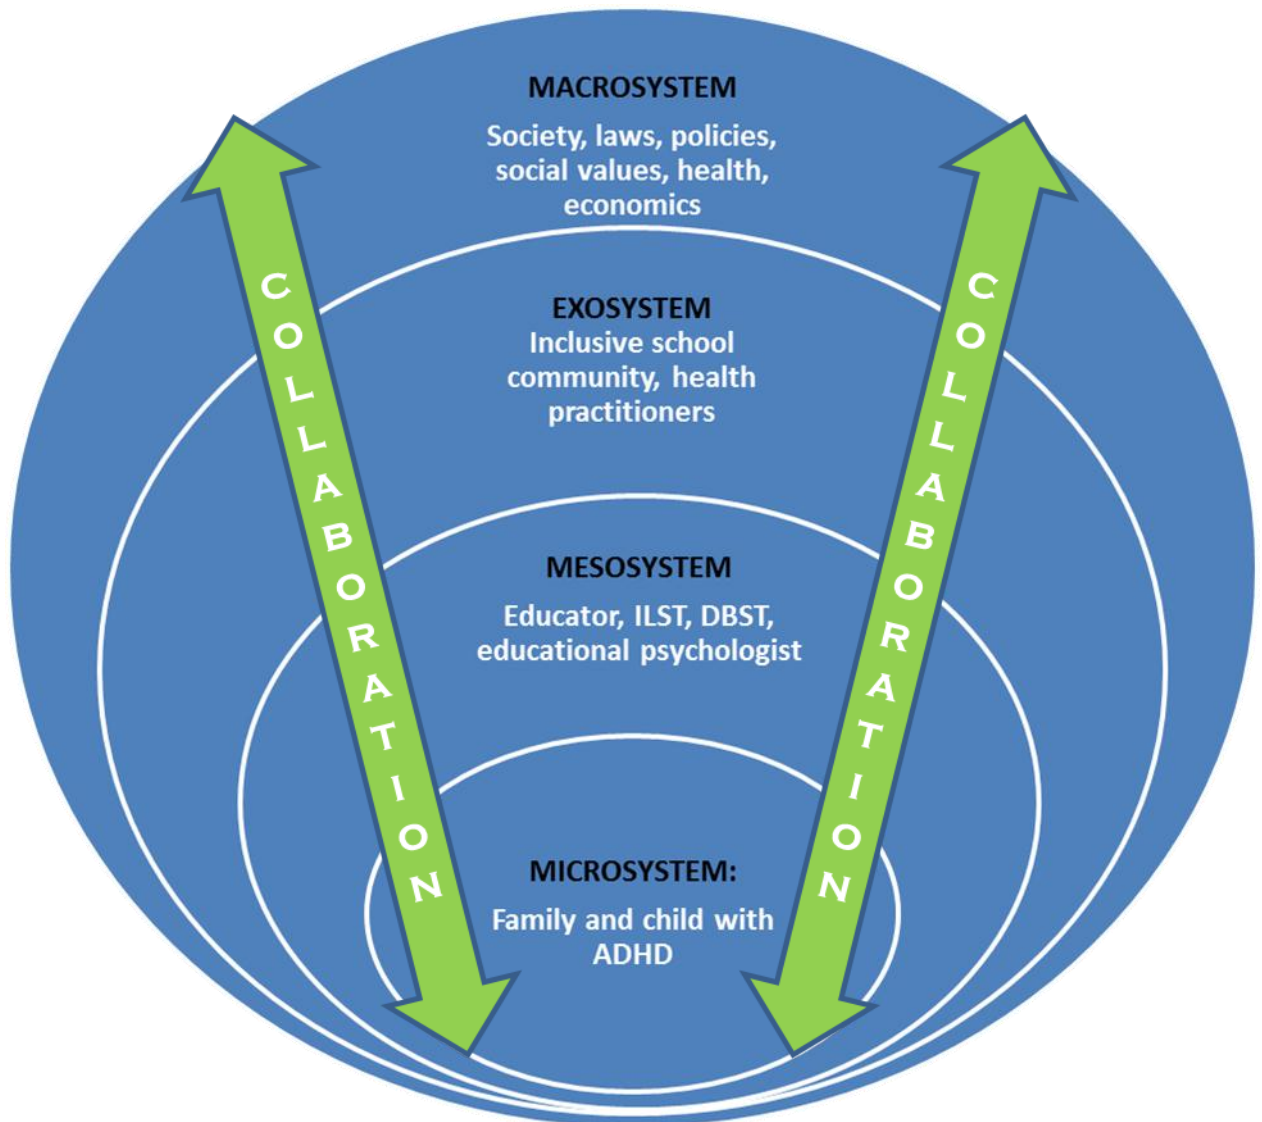 MACROSYSTEM
Society, laws, policies,
social values, health,
economics
EXOSYSTEM
Inclusive school
community, health
practitioners
MESOSYSTEM
Educator, ILST, DBST,
educational psychologist
MICROSYSTEM:
Family and child with
ADHD
COLLABORATION
COLLABORATION